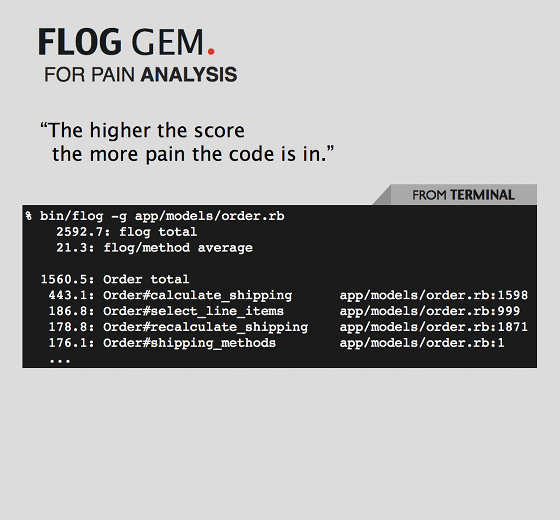 FLOG GEM.
FOR PAIN ANALYSIS
“The higher the score
the more pain the code is in.”
FROM TERMINAL
% bin/flog -g app/models/order.rb
2592.7: flog total
21.3: flog/method average
1560.5: Order total
443.1: Order#calculate_shipping app/models/order.rb:1598
186.8: Order#select_line_items app/models/order.rb:999
178.8: Order#recalculate_shipping app/models/order.rb:1871
176.1: Order#shipping_methods app/models/order.rb:1
...